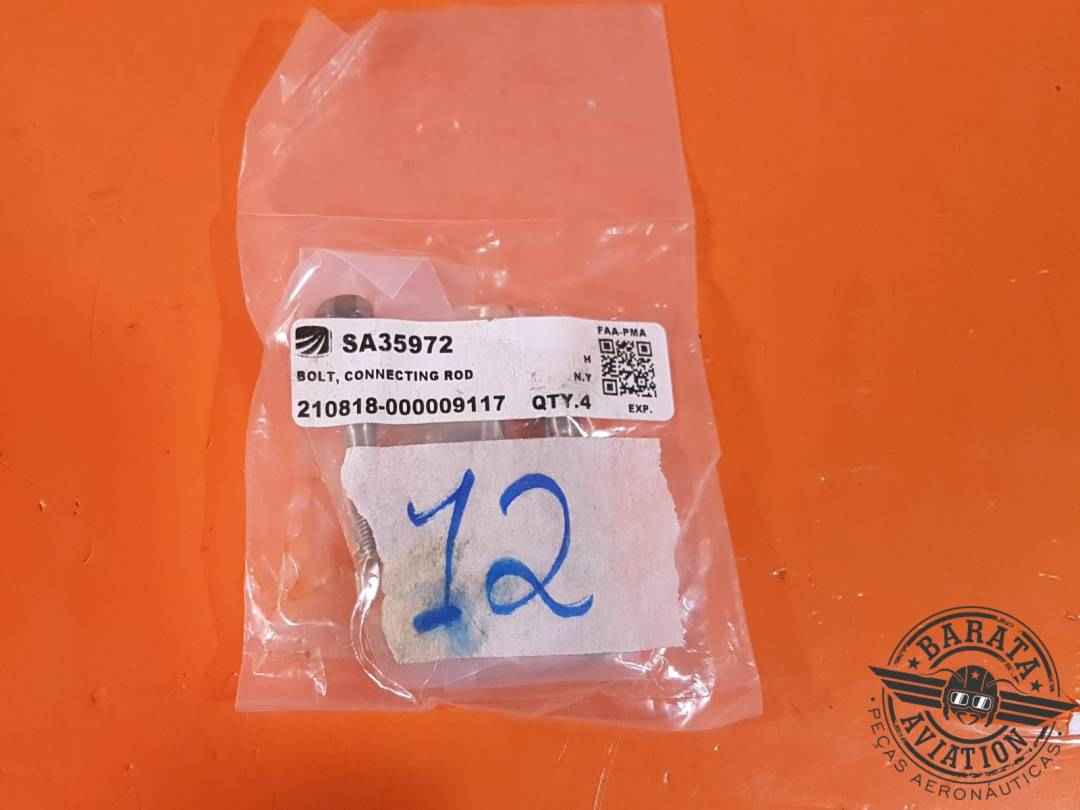 SA35972
FAA-PMA
H
BOLT, CONNECTING ROD
N.Y
210818-000009117
QTY.4
EXP.
12
BARATA
AVIATION
PEÇAS AERONÁUTICAS